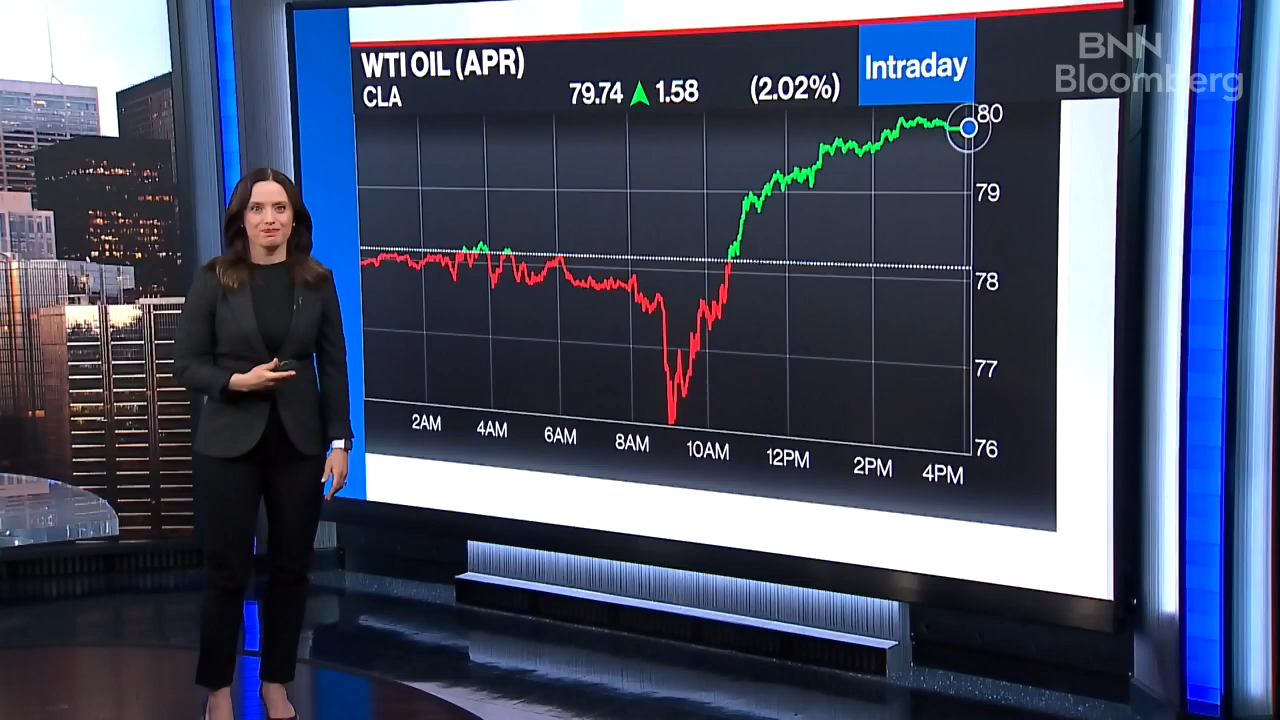 BNN
Bloomberg
WTI OIL (APR)
CLA
79.74 1.58 (2.02%)
Intraday
80
79
78
77
76
2AM 4AM 6AM 8AM 10AM 12PM 2PM 4PM